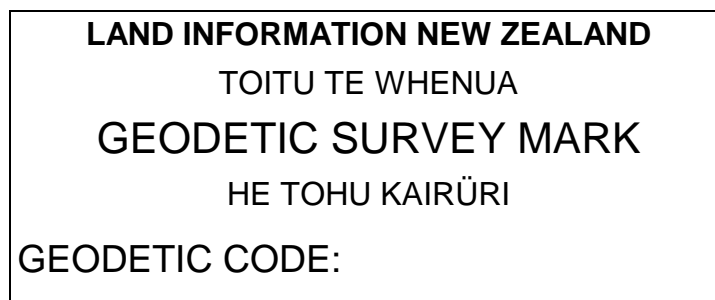 LAND INFORMATION NEW ZEALAND
TOITU TE WHENUA
GEODETIC SURVEY MARK
HE TOHU KAIRÜRI
GEODETIC CODE: